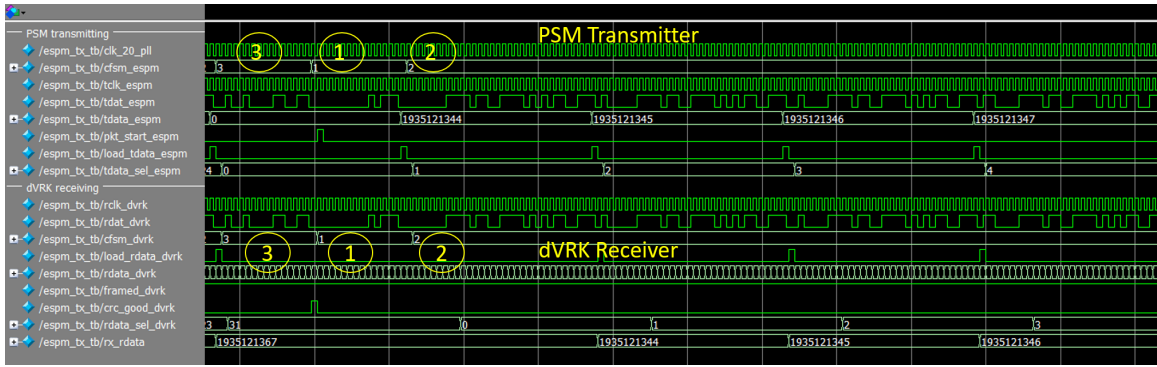 PSM Transmitter
PSM transmitting
/espm_tx_tb/clk_20_pll
3 1 2
/espm_tx_tb/cfsm_espm
3 1 2
/espm_tx_tb/tclk_espm
/espm_tx_tb/tdat_espm
/espm_tx_tb/tdata_espm
0 1935121344 1935121345 1935121346 1935121347
/espm_tx_tb/pkt_start_espm
/espm_tx_tb/load_tdata_espm
/espm_tx_tb/tdata_sel_espm
4 0 1 2 3 4
dVRK receiving
/espm_tx_tb/rclk_dvrk
/espm_tx_tb/rdat_dvrk
/espm_tx_tb/cfsm_dvrk
3 1 2
3 1 2 dVRK Receiver
/espm_tx_tb/load_rdata_dvrk
/espm_tx_tb/rdata_dvrk
/espm_tx_tb/framed_dvrk
/espm_tx_tb/crc_good_dvrk
/espm_tx_tb/rdata_sel_dvrk
3 31 0 1 2 3
/espm_tx_tb/rx_rdata
1935121367 1935121344 1935121345 1935121346